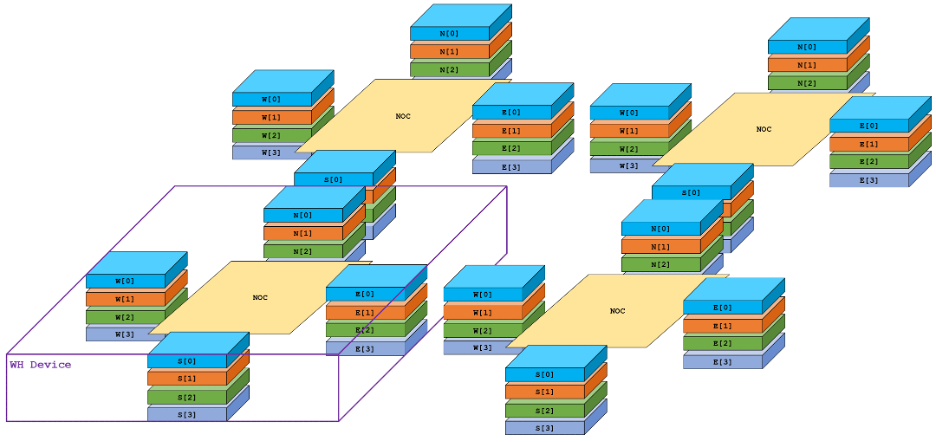 N[0]
N[1]
N[2]
W[0]
W[1]
W[2]
W[3]
NOC
E[0]
E[1]
E[2]
E[3]
S[0]
N[0]
N[1]
N[2]
W[0]
W[1]
W[2]
W[3]
NOC
E[0]
E[1]
E[2]
E[3]
S[0]
N[0]
N[1]
N[2]
W[0]
W[1]
W[2]
W[3]
NOC
E[0]
E[1]
E[2]
E[3]
WH Device
S[0]
S[1]
S[2]
S[3]
N[0]
N[1]
N[2]
W[0]
W[1]
W[2]
W[3]
NOC
E[0]
E[1]
E[2]
E[3]
S[0]
S[1]
S[2]
S[3]